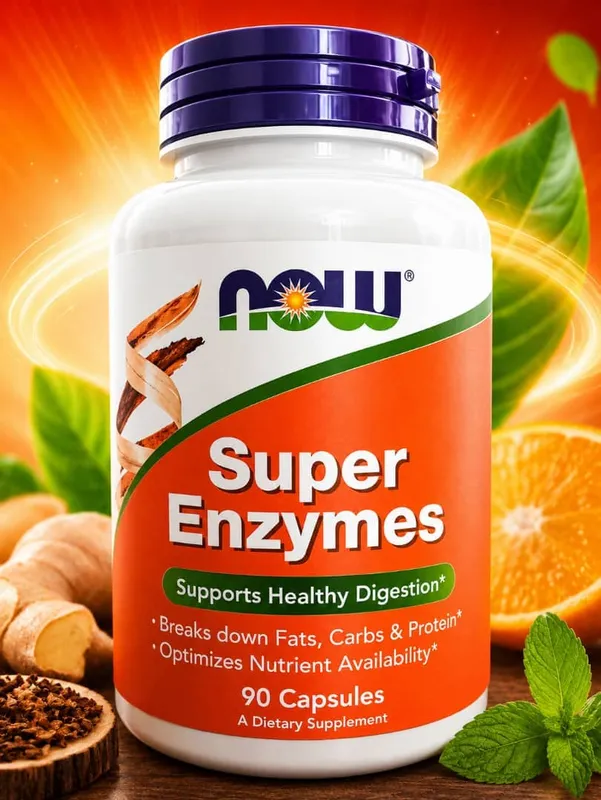 NOW®
Super
Enzymes
Supports Healthy Digestion*
• Breaks down Fats, Carbs & Protein*
• Optimizes Nutrient Availability*
90 Capsules
A Dietary Supplement